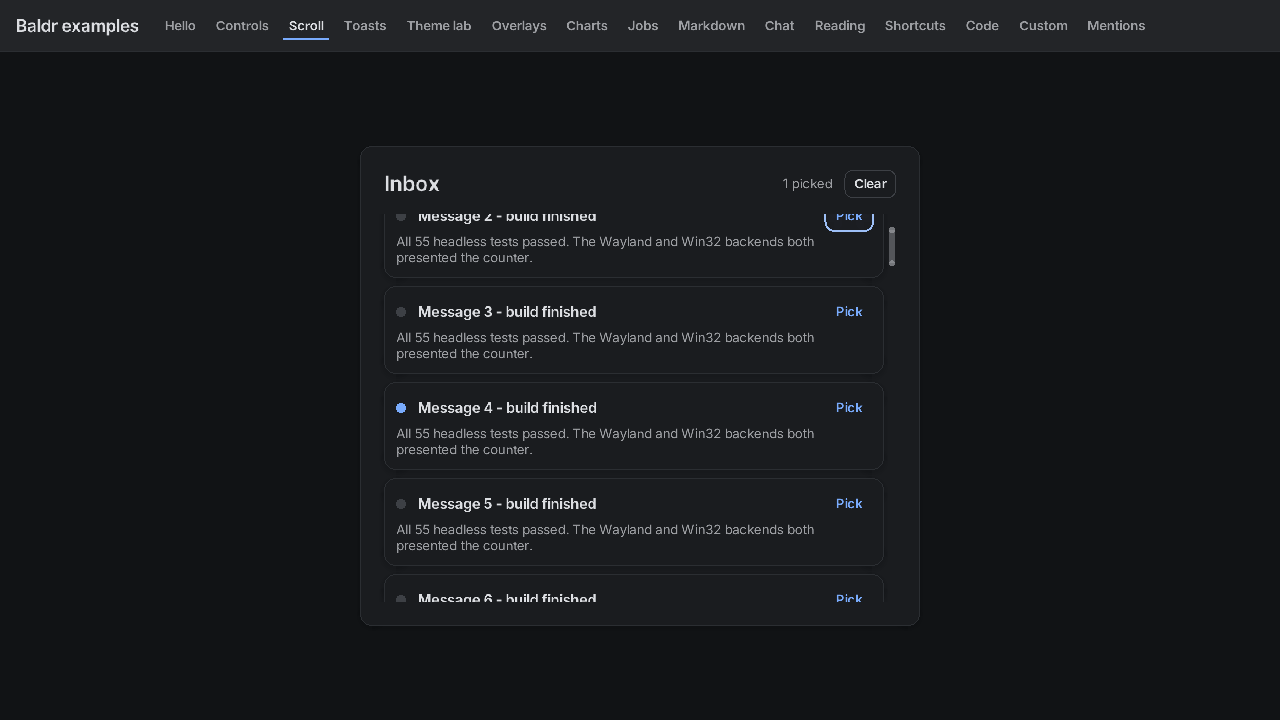 Baldr examples Hello Controls Scroll Toasts Theme lab Overlays Charts Jobs Markdown Chat Reading Shortcuts Code Custom Mentions
Inbox 1 picked Clear
Message 2 - build finished Pick
All 55 headless tests passed. The Wayland and Win32 backends both
presented the counter.
Message 3 - build finished Pick
All 55 headless tests passed. The Wayland and Win32 backends both
presented the counter.
Message 4 - build finished Pick
All 55 headless tests passed. The Wayland and Win32 backends both
presented the counter.
Message 5 - build finished Pick
All 55 headless tests passed. The Wayland and Win32 backends both
presented the counter.
Message 6 - build finished Pick